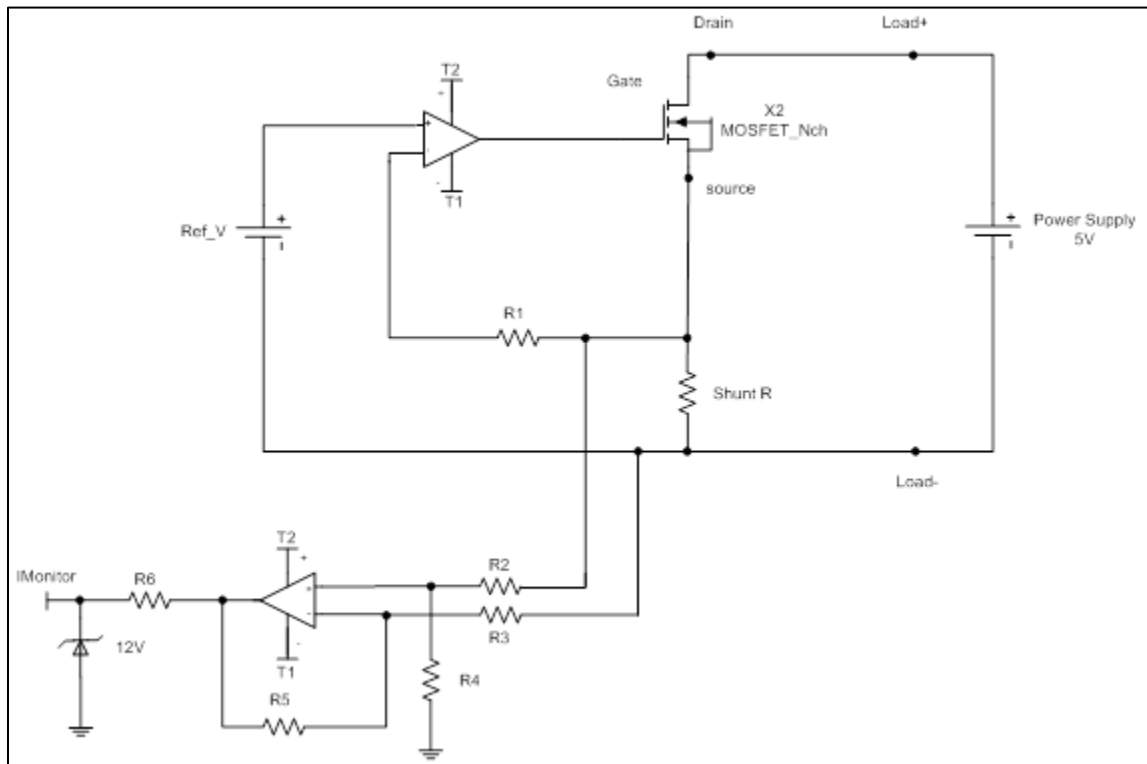 Drain
Load+
T2
+
Gate
X2
MOSFET_Nch
+
-
-
T1
source
Ref_V
+
Power Supply
5V
+
R1
Shunt R
Load-
T2
+
IMonitor
R6
R2
+
-
R3
12V
-
T1
R4
R5